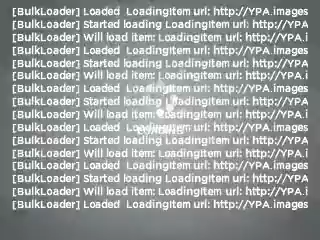 [BulkLoader] Loaded LoadingItem url: http://YPA.images
[BulkLoader] Started loading LoadingItem url: http://YPA
[BulkLoader] Will load item: LoadingItem url: http://YPA.i
[BulkLoader] Loaded LoadingItem url: http://YPA.images
[BulkLoader] Started loading LoadingItem url: http://YPA
[BulkLoader] Will load item: LoadingItem url: http://YPA.i
[BulkLoader] Loaded LoadingItem url: http://YPA.images
[BulkLoader] Started loading LoadingItem url: http://YPA
[BulkLoader] Will load item: LoadingItem url: http://YPA.i
[BulkLoader] Loaded LoadingItem url: http://YPA.images
LOADING
[BulkLoader] Started loading LoadingItem url: http://YPA
[BulkLoader] Will load item: LoadingItem url: http://YPA.i
[BulkLoader] Loaded LoadingItem url: http://YPA.images
[BulkLoader] Started loading LoadingItem url: http://YPA
[BulkLoader] Will load item: LoadingItem url: http://YPA.i
[BulkLoader] Loaded LoadingItem url: http://YPA.images